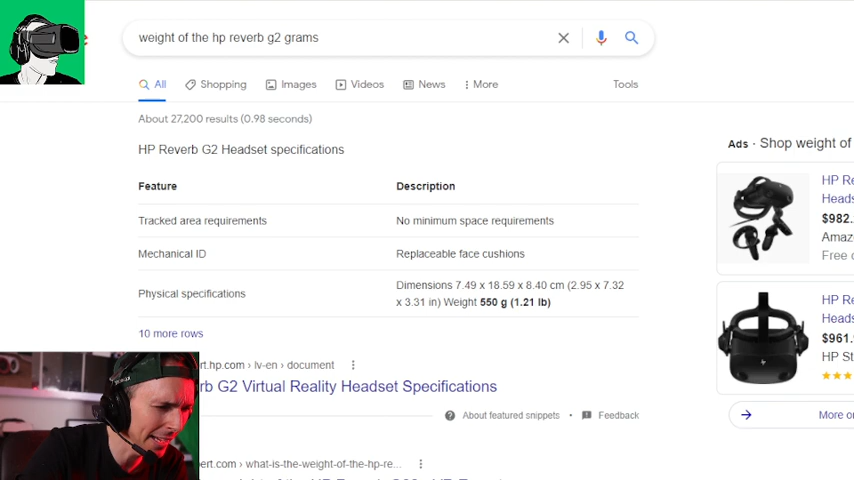 weight of the hp reverb g2 grams
All
Shopping
Images
Videos
News
More
Tools
About 27,200 results (0.98 seconds)
HP Reverb G2 Headset specifications
Feature Description
Tracked area requirements No minimum space requirements
Mechanical ID Replaceable face cushions
Physical specifications Dimensions 7.49 x 18.59 x 8.40 cm (2.95 x 7.32
x 3.31 in) Weight 550 g (1.21 lb)
10 more rows
rt.hp.com › lv-en › document
rb G2 Virtual Reality Headset Specifications
About featured snippets • Feedback
pert.com › what-is-the-weight-of-the-hp-re...
Ads · Shop weight of
HP Re
Heads
$982.
Amaz
Free
HP Re
Heads
$961.
HP St
More